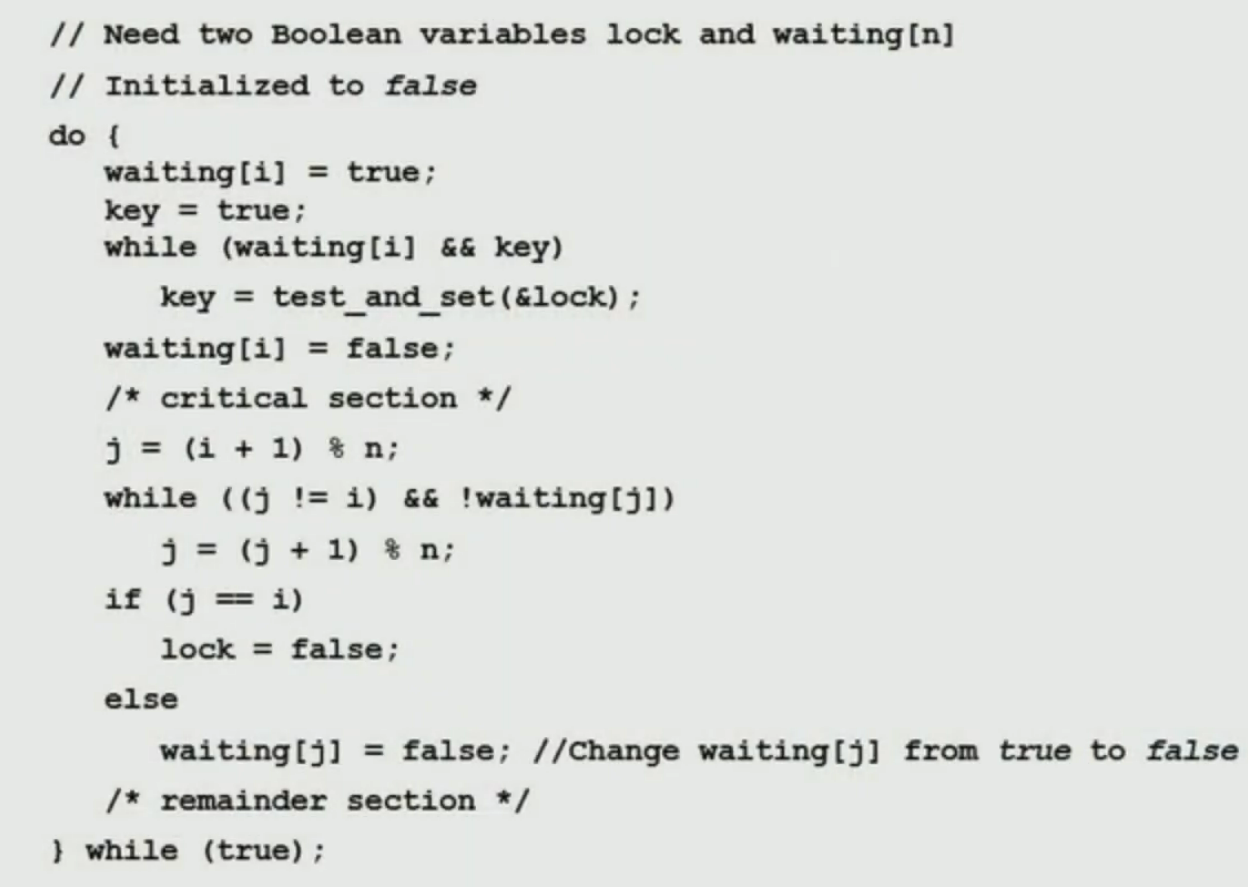 // Need two Boolean variables lock and waiting[n]
// Initialized to false
do {
waiting[i] = true;
key = true;
while (waiting[i] && key)
key = test_and_set(&lock);
waiting[i] = false;
/* critical section */
j = (i + 1) % n;
while ((j != i) && !waiting[j])
j = (j + 1) % n;
if (j == i)
lock = false;
else
waiting[j] = false; //Change waiting[j] from true to false
/* remainder section */
} while (true);